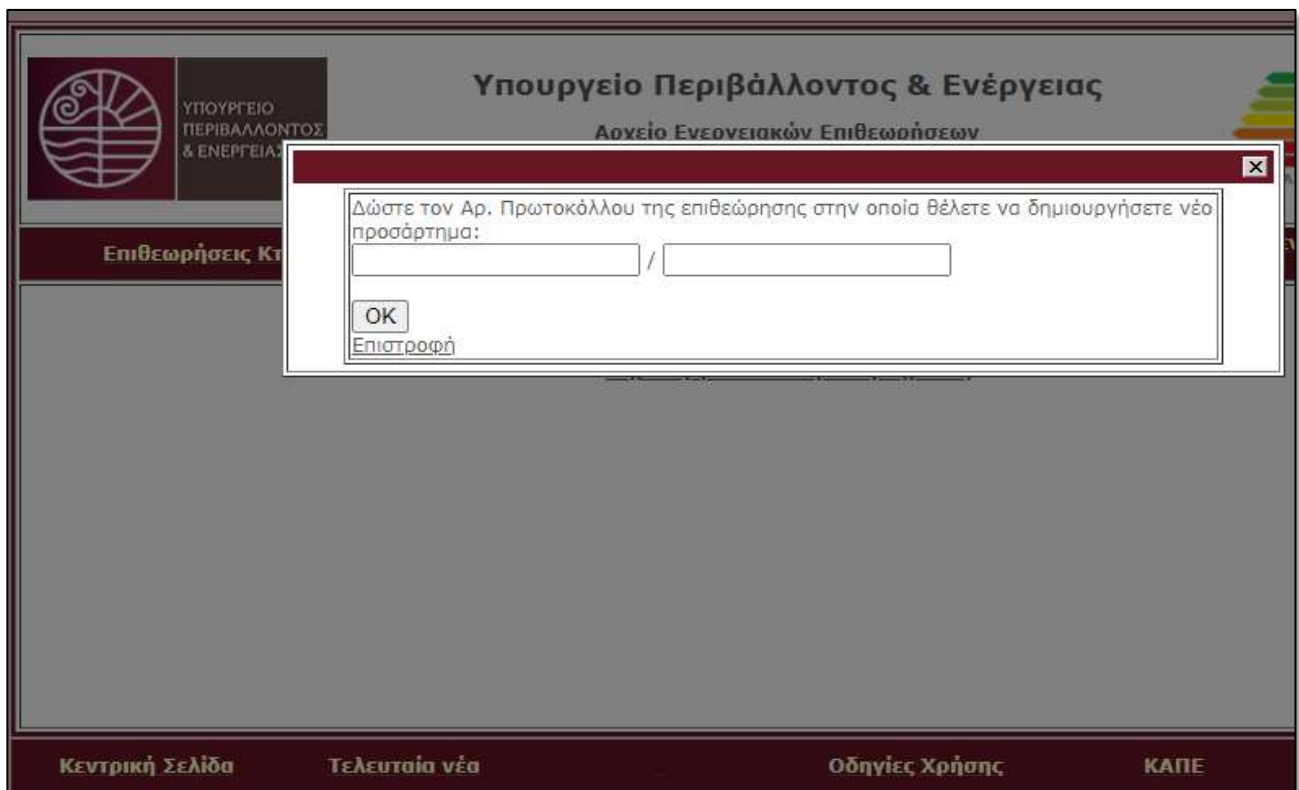 ΥΠΟΥΡΓΕΙΟ
ΠΕΡΙΒΑΛΛΟΝΤΟΣ
& ΕΝΕΡΓΕΙΑΣ
Υπουργείο Περιβάλλοντος & Ενέργειας
Αρχείο Ενεργειακών Επιθεωρήσεων
Δώστε τον Αρ. Πρωτοκόλλου της επιθεώρησης στην οποία θέλετε να δημιουργήσετε νέο
προσάρτημα:
/
OK
Επιστροφή
Επιθεωρήσεις Κτ
Κεντρική Σελίδα Τελευταία νέα Οδηγίες Χρήσης ΚΑΠΕ